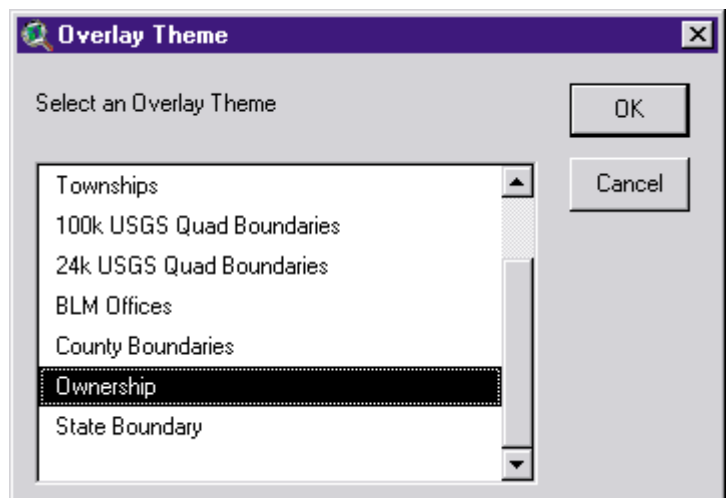 Overlay Theme
Select an Overlay Theme
OK
Cancel
Townships
100k USGS Quad Boundaries
24k USGS Quad Boundaries
BLM Offices
County Boundaries
Ownership
State Boundary